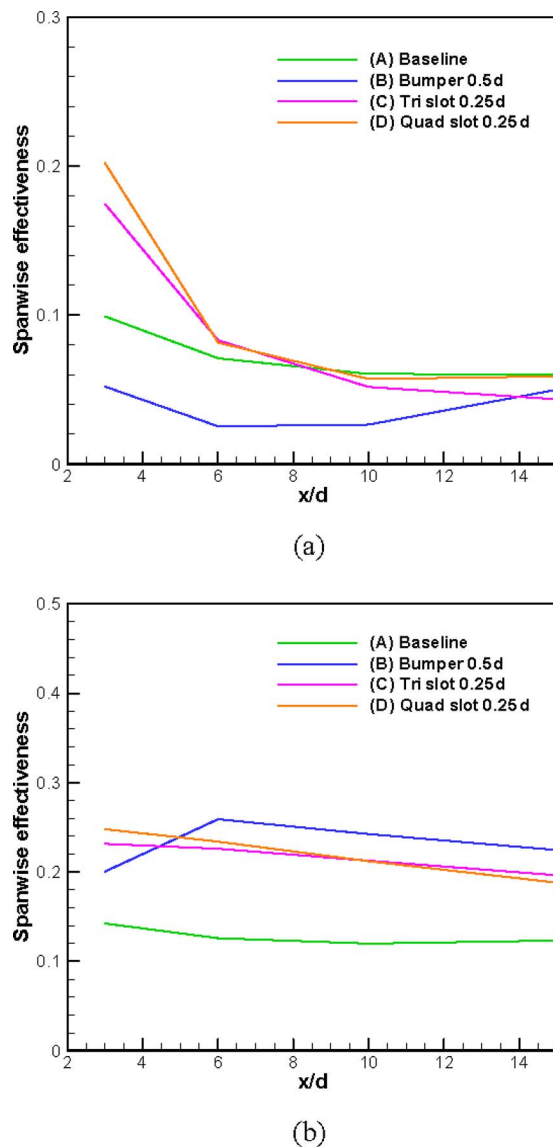 0.3
(A) Baseline
(B) Bumper 0.5d
(C) Tri slot 0.25d
(D) Quad slot 0.25d
0.2
Spanwise effectiveness
0.1
0
2 4 6 8 10 12 14
x/d
(a)
0.5
(A) Baseline
(B) Bumper 0.5d
(C) Tri slot 0.25d
(D) Quad slot 0.25d
0.4
0.3
Spanwise effectiveness
0.2
0.1
0
2 4 6 8 10 12 14
x/d
(b)